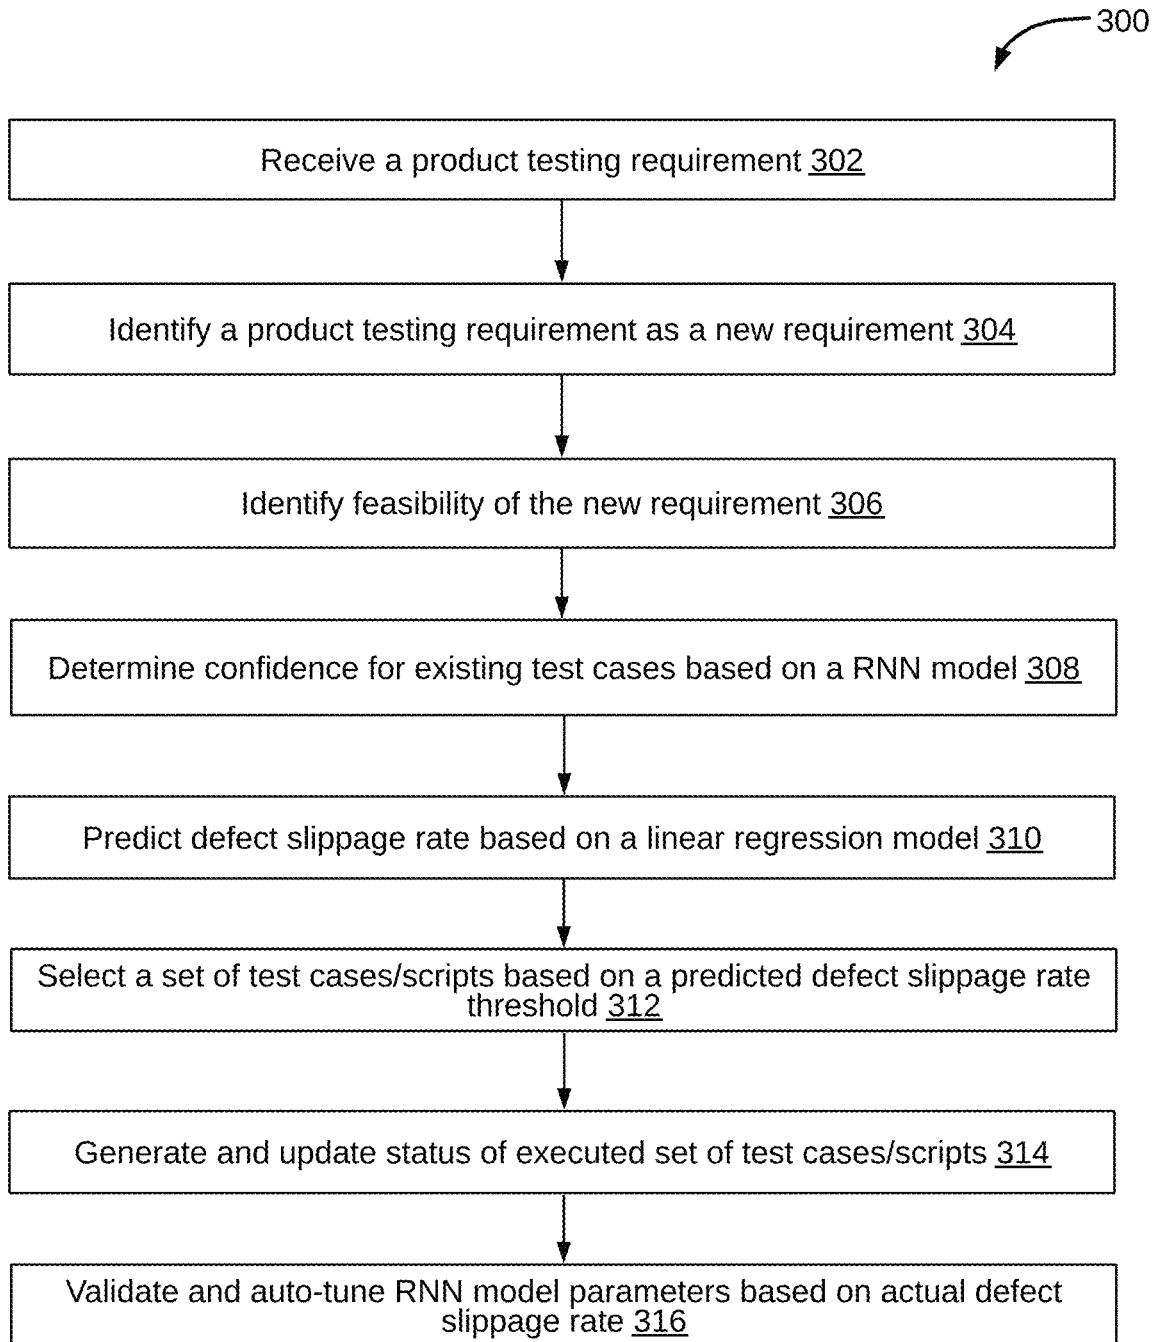 300
Receive a product testing requirement 302
Identify a product testing requirement as a new requirement 304
Identify feasibility of the new requirement 306
Determine confidence for existing test cases based on a RNN model 308
Predict defect slippage rate based on a linear regression model 310
Select a set of test cases/scripts based on a predicted defect slippage rate
threshold 312
Generate and update status of executed set of test cases/scripts 314
Validate and auto-tune RNN model parameters based on actual defect
slippage rate 316